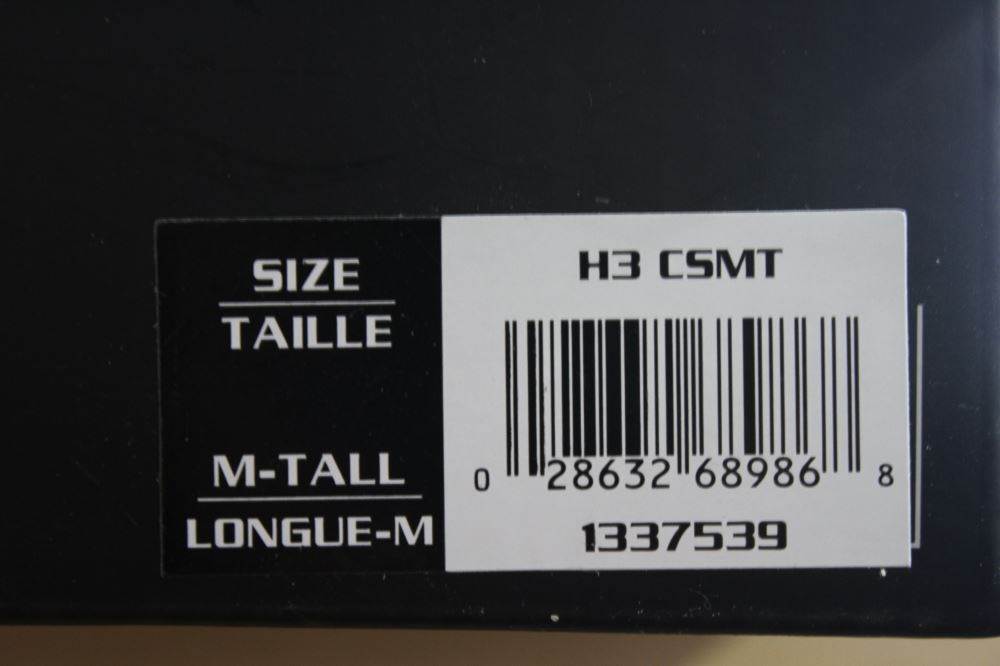 SIZE
TAILLE
M-TALL
LONGUE-M
H3 CSMT
0 28632 68986 8
1337539